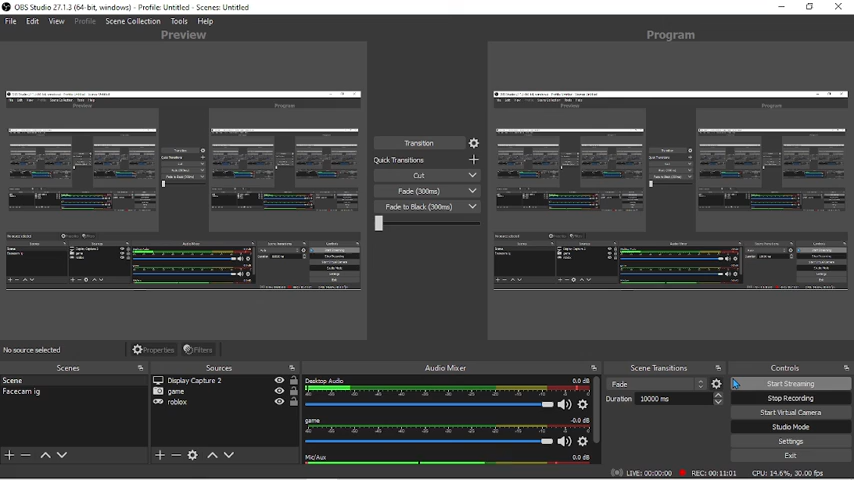 OBS Studio 27.1.3 (64-bit, windows) - Profile: Untitled - Scenes: Untitled
File Edit View Profile Scene Collection Tools Help
Preview Program
Transition
Quick Transitions
Cut
Fade (300ms)
Fade to Black (300ms)
No source selected Properties Filters
Scenes Sources Audio Mixer Scene Transitions Controls
Scene Display Capture 2 Desktop Audio 0.0 dB Fade Start Streaming
Facecam ig game Duration 10000 ms Stop Recording
roblox Start Virtual Camera
game -0.0 dB Studio Mode
Settings
Mic/Aux 0.0 dB Exit
LIVE: 00:00:00 REC: 00:11:01 CPU: 14.6%, 30.00 fps